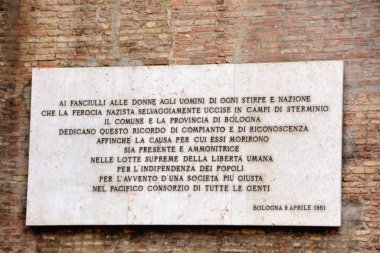 AI FANCIULLI ALLE DONNE AGLI UOMINI DI OGNI STIRPE E NAZIONE
CHE LA FEROCIA NAZISTA SELVAGGIAMENTE UCCISE IN CAMPI DI STERMINIO
IL COMUNE E LA PROVINCIA DI BOLOGNA
DEDICANO QUESTO RICORDO DI COMPIANTO E DI RICONOSCENZA
AFFINCHE LA CAUSA PER CUI ESSI MORIRONO
SIA PRESENTE E AMMONITRICE
NELLE LOTTE SUPREME DELLA LIBERTA UMANA
PER L'INDIPENDENZA DEI POPOLI
PER L'AVVENTO D'UNA SOCIETÀ PIÙ GIUSTA
NEL PACIFICO CONSORZIO DI TUTTE LE GENTI
BOLOGNA 9 APRILE 1961